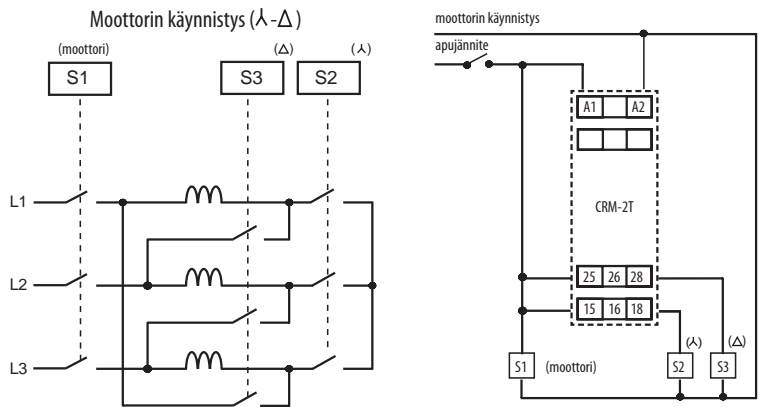 Moottorin käynnistys (⅄-Δ)
(moottori)
S1
(Δ)
S3
(⅄)
S2
L1
L2
L3
moottorin käynnistys
apujännite
A1 A2
CRM-2T
25 26 28
15 16 18
S1 (moottori)
(⅄)
S2
(Δ)
S3